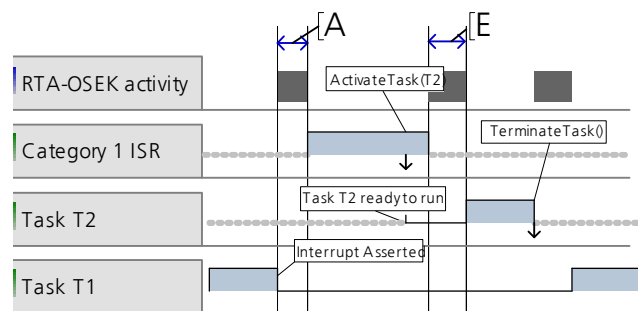 [A
[E
RTA-OSEK activity
ActivateTask(T2)
Category 1 ISR
TerminateTask()
Task T2 ready to run
Task T2
Interrupt Asserted
Task T1